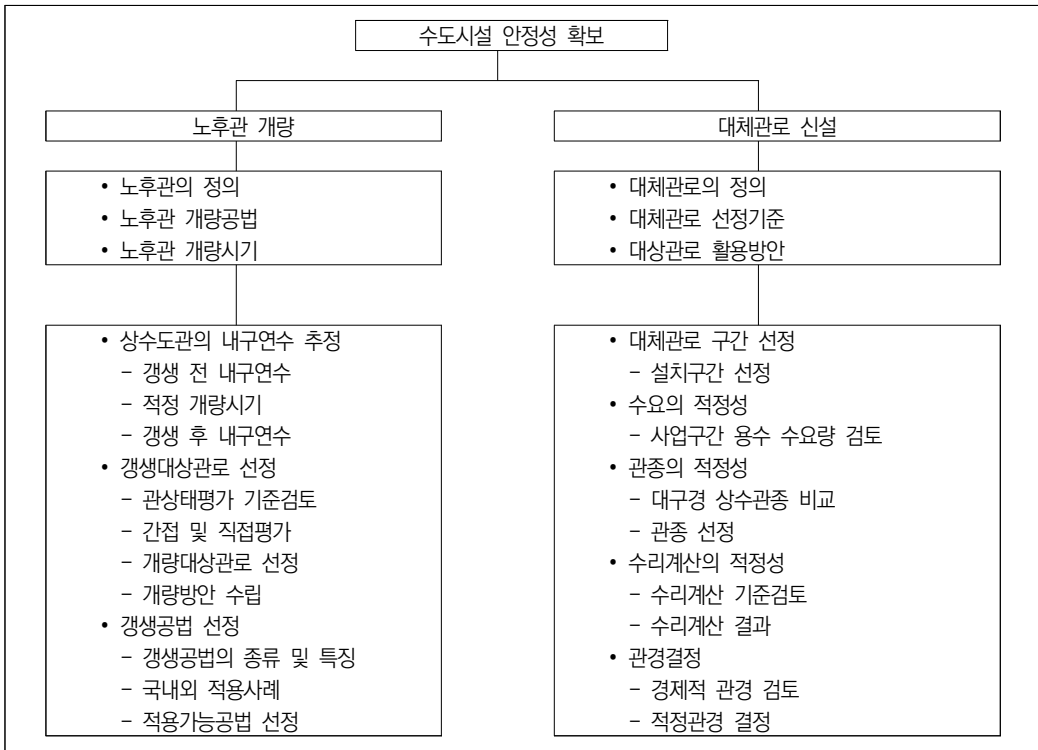 수도시설 안정성 확보
노후관 개량
• 노후관의 정의
• 노후관 개량공법
• 노후관 개량시기
• 상수도관의 내구연수 추정
– 갱생 전 내구연수
– 적정 개량시기
– 갱생 후 내구연수
• 갱생대상관로 선정
– 관상태평가 기준검토
– 간접 및 직접평가
– 개량대상관로 선정
– 개량방안 수립
• 갱생공법 선정
– 갱생공법의 종류 및 특징
– 국내외 적용사례
– 적용가능공법 선정
대체관로 신설
• 대체관로의 정의
• 대체관로 선정기준
• 대상관로 활용방안
• 대체관로 구간 선정
– 설치구간 선정
• 수요의 적정성
– 사업구간 용수 수요량 검토
• 관종의 적정성
– 대구경 상수관종 비교
– 관종 선정
• 수리계산의 적정성
– 수리계산 기준검토
– 수리계산 결과
• 관경결정
– 경제적 관경 검토
– 적정관경 결정